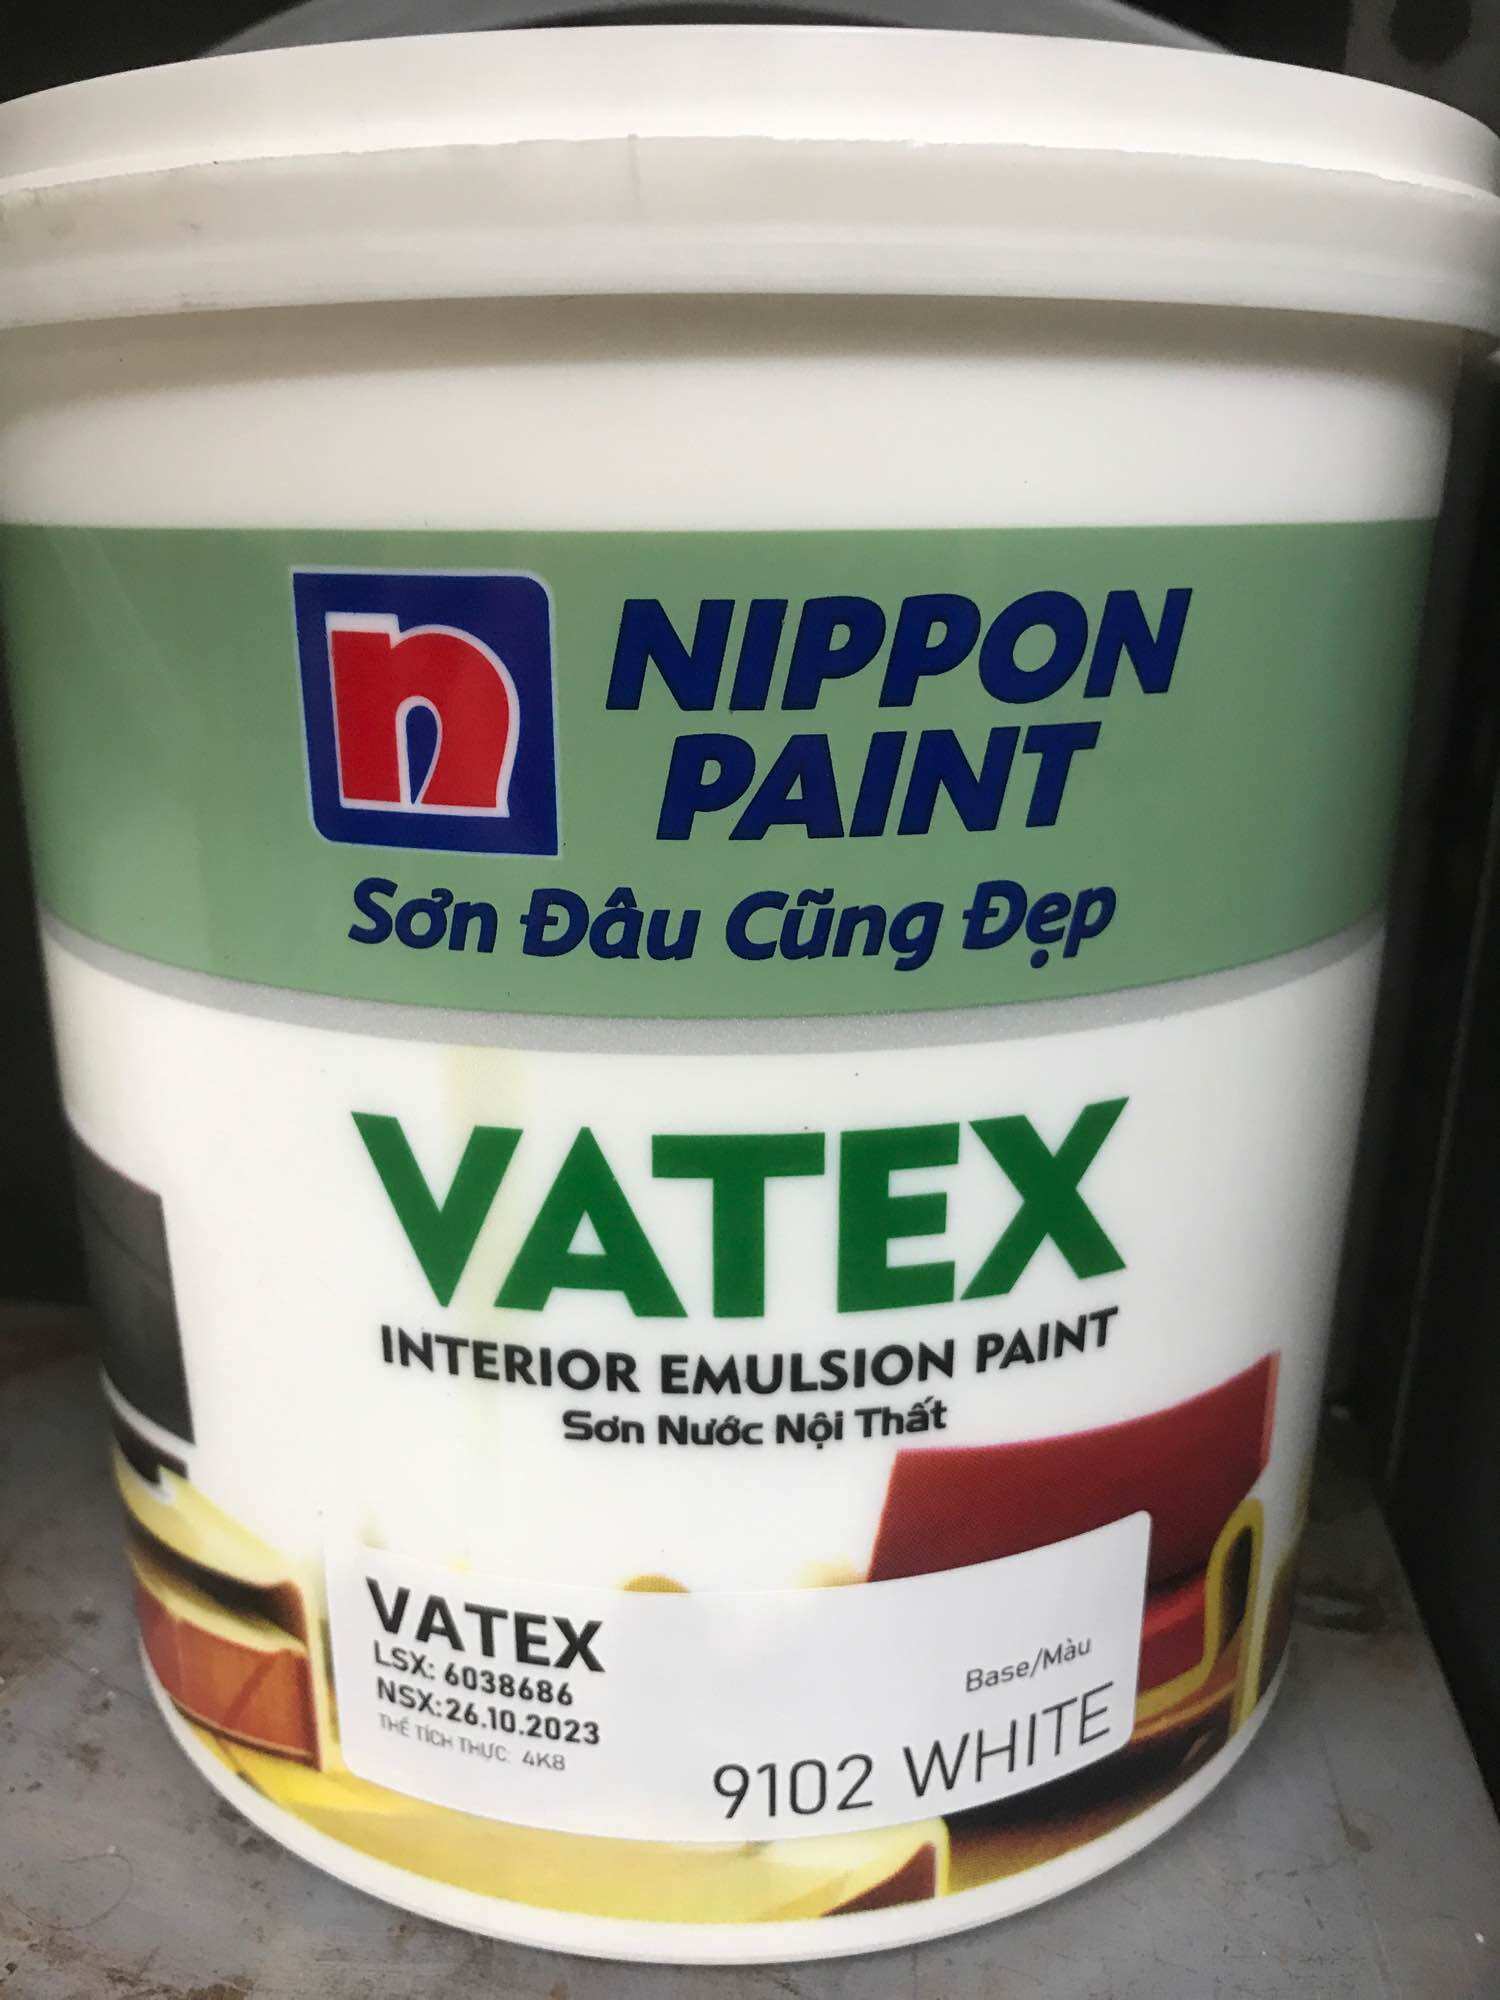 n
NIPPON
PAINT
Sơn Đâu Cũng Đẹp
VATEX
INTERIOR EMULSION PAINT
Sơn Nước Nội Thất
VATEX
LSX: 6038686
NSX:26.10.2023
THỂ TÍCH THỰC: 4K8
Base/Màu
9102 WHITE